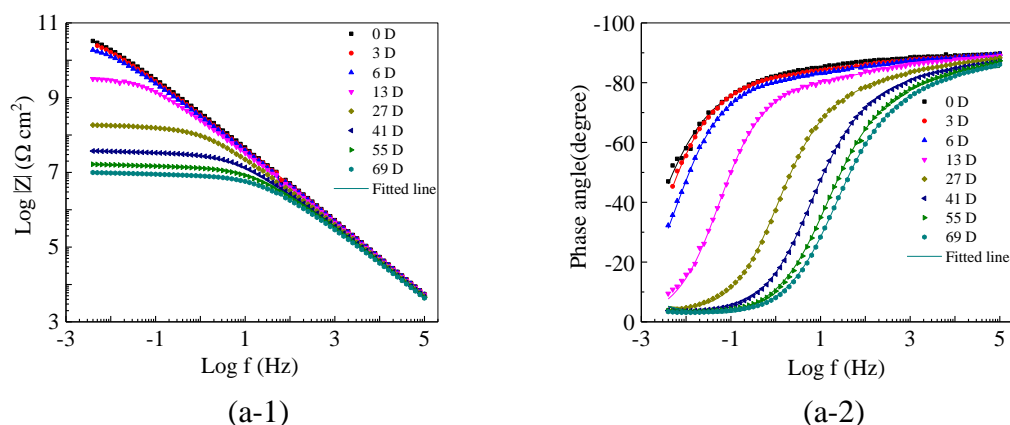 11
9
7
5
3
-3
-1
1
3
5
Log |Z| (Ω cm²)
Log f (Hz)
0 D
3 D
6 D
13 D
27 D
41 D
55 D
69 D
Fitted line
(a-1)
-100
-80
-60
-40
-20
0
-3
-1
1
3
5
Phase angle(degree)
Log f (Hz)
0 D
3 D
6 D
13 D
27 D
41 D
55 D
69 D
Fitted line
(a-2)